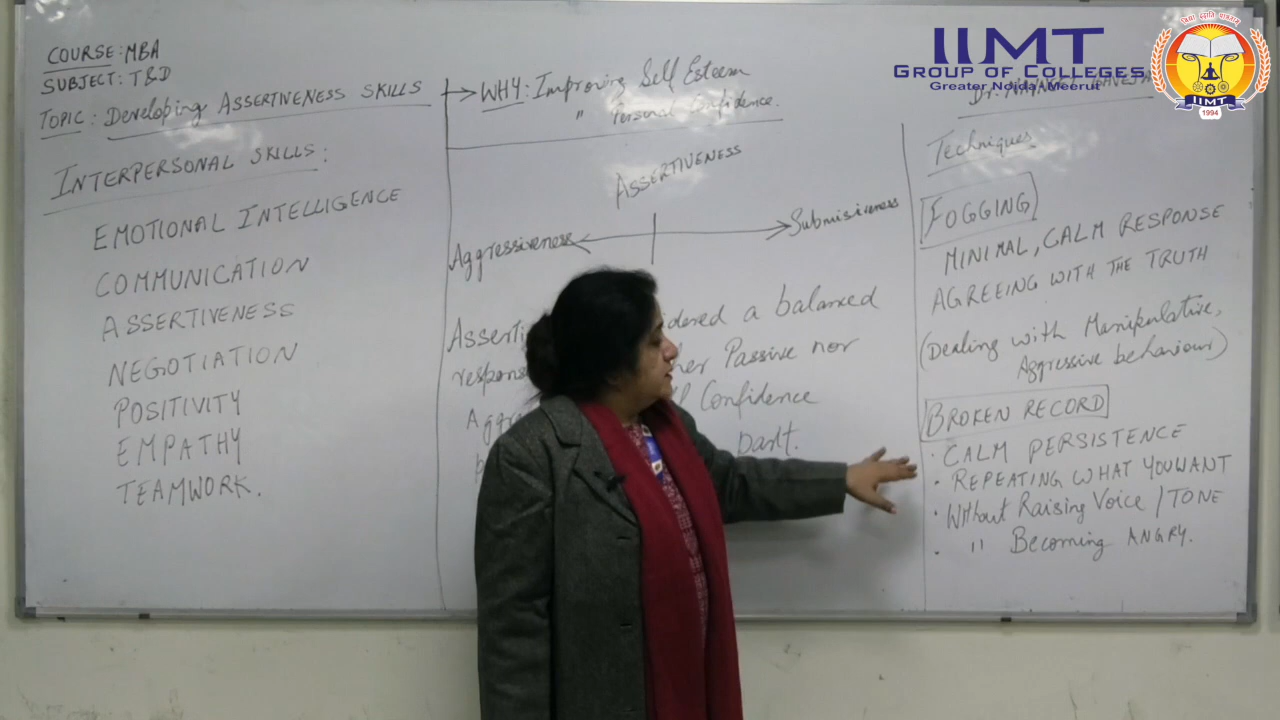 COURSE: MBA
SUBJECT: T&D
TOPIC: Developing ASSERTIVENESS SKILLS
INTERPERSONAL SKILLS:
EMOTIONAL INTELLIGENCE
COMMUNICATION
ASSERTIVENESS
NEGOTIATION
POSITIVITY
EMPATHY
TEAMWORK.
WHY: Improving Self Esteem
" Personal Confidence.
ASSERTIVENESS
Aggressiveness
Submisiveness
a balanced
Passive nor
Confidence
IIMT
GROUP OF COLLEGES
Greater Noida, Meerut
IIMT
1994
Dr.
Techniques
FOGGING
MINIMAL, CALM RESPONSE
AGREEING WITH THE TRUTH
(Dealing with Manipulative,
Aggressive behaviour)
BROKEN RECORD
· CALM PERSISTENCE
· REPEATING WHAT YOU WANT
· Without Raising Voice / TONE
· " Becoming ANGRY.